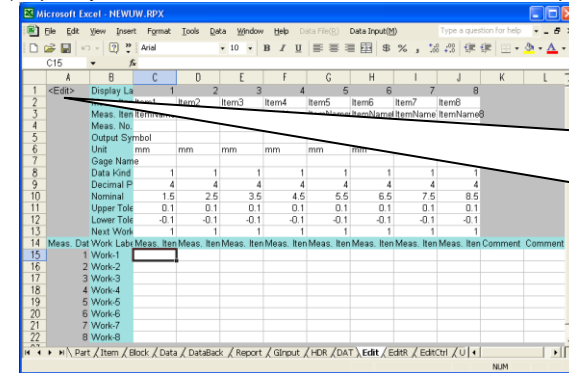 Microsoft Excel - NEWUW.RPX
File Edit View Insert Format Tools Data Window Help Data File(R) Data Input(M) Type a question for help
Arial 10 B I U $ % ,
C15 fx
A B C D E F G H I J K L
1 <Edit> Display La 1 2 3 4 5 6 7 8
2 Item1 Item2 Item3 Item4 Item5 Item6 Item7 Item8
3 Meas. Iten ItemName ItemName ItemName ItemName8
4 Meas. No.
5 Output Symbol
6 Unit mm mm mm mm mm mm
7 Gage Name
8 Data Kind 1 1 1 1 1 1 1 1
9 Decimal P 4 4 4 4 4 4 4 4
10 Nominal 1.5 2.5 3.5 4.5 5.5 6.5 7.5 8.5
11 Upper Tole 0.1 0.1 0.1 0.1 0.1 0.1 0.1 0.1
12 Lower Tole -0.1 -0.1 -0.1 -0.1 -0.1 -0.1 -0.1 -0.1
13 Next Work 1 1 1 1 1 1 1 1
14 Meas. Dat Work Labe Meas. Iten Meas. Iten Meas. Iten Meas. Iten Meas. Iten Meas. Iten Meas. Iten Meas. Iten Comment Comment
15 1 Work-1
16 2 Work-2
17 3 Work-3
18 4 Work-4
19 5 Work-5
20 6 Work-6
21 7 Work-7
22 8 Work-8
Part / Item / Block / Data / DataBack / Report / GInput / HDR / DAT \ Edit / EditR / EditCtrl / U
NUM